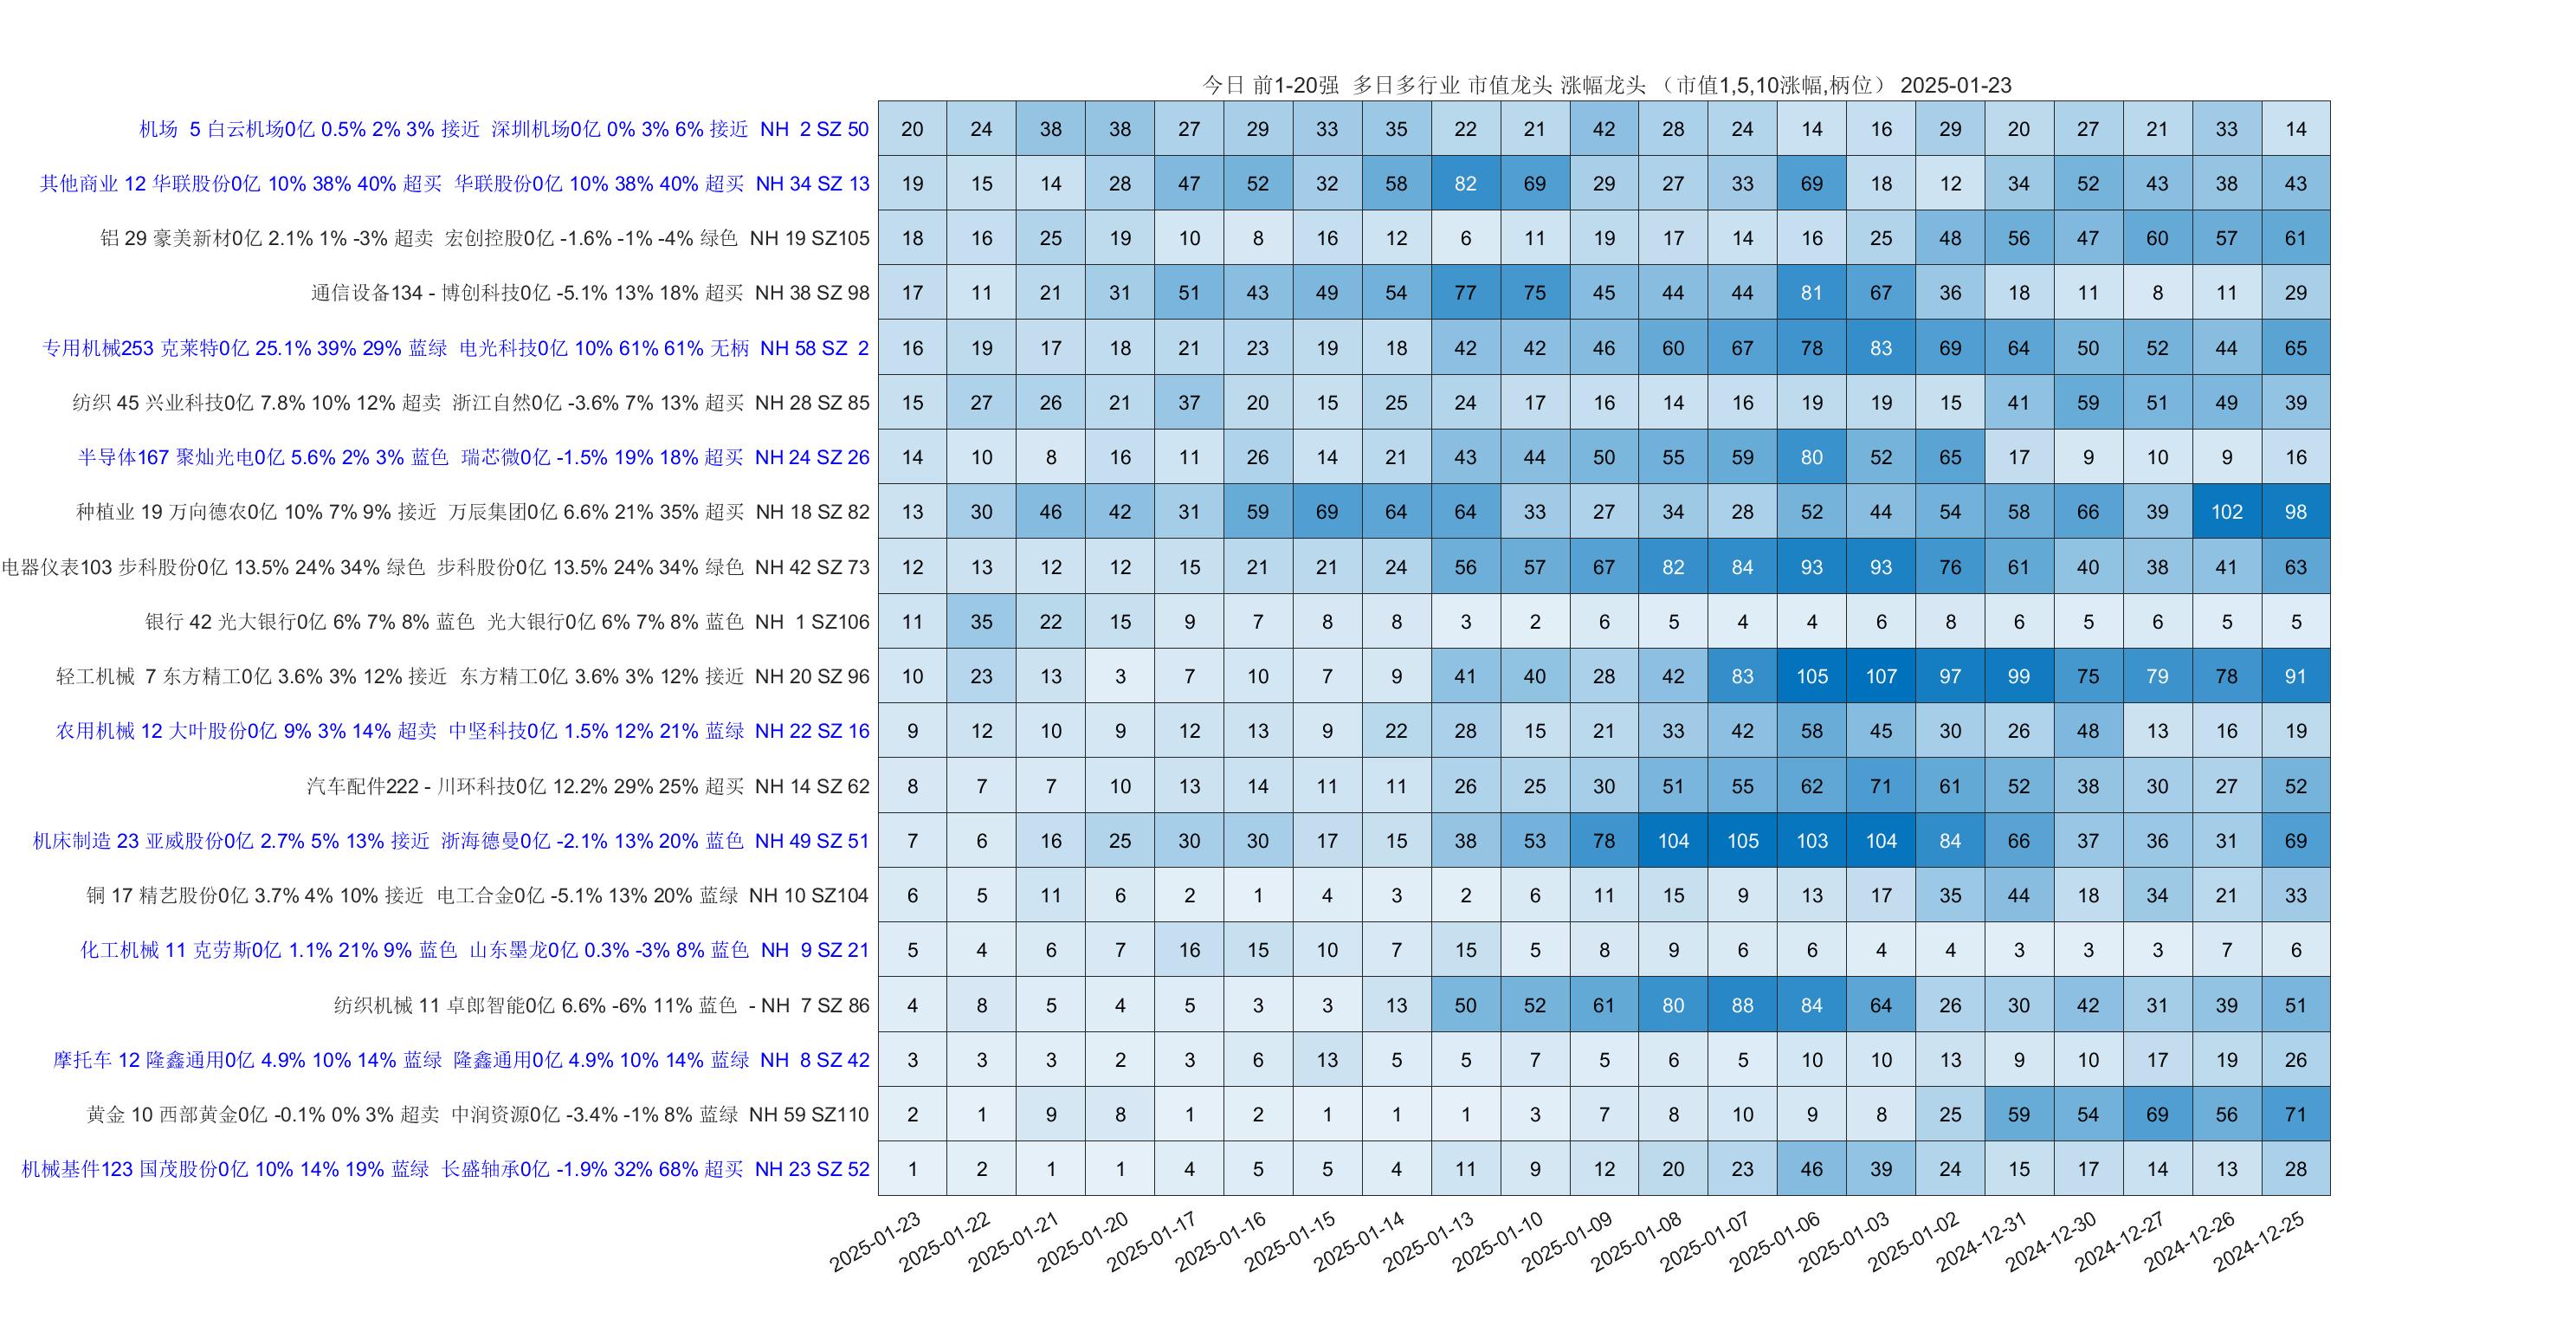 今日 前1-20强  多日多行业 市值龙头 涨幅龙头 （市值1,5,10涨幅,柄位） 2025-01-23
机场  5 白云机场0亿 0.5% 2% 3% 接近  深圳机场0亿 0% 3% 6% 接近  NH  2 SZ 50 20 24 38 38 27 29 33 35 22 21 42 28 24 14 16 29 20 27 21 33 14
其他商业 12 华联股份0亿 10% 38% 40% 超买  华联股份0亿 10% 38% 40% 超买  NH 34 SZ 13 19 15 14 28 47 52 32 58 82 69 29 27 33 69 18 12 34 52 43 38 43
铝 29 豪美新材0亿 2.1% 1% -3% 超卖  宏创控股0亿 -1.6% -1% -4% 绿色  NH 19 SZ105 18 16 25 19 10 8 16 12 6 11 19 17 14 16 25 48 56 47 60 57 61
通信设备134 - 博创科技0亿 -5.1% 13% 18% 超买  NH 38 SZ 98 17 11 21 31 51 43 49 54 77 75 45 44 44 81 67 36 18 11 8 11 29
专用机械253 克莱特0亿 25.1% 39% 29% 蓝绿  电光科技0亿 10% 61% 61% 无柄  NH 58 SZ  2 16 19 17 18 21 23 19 18 42 42 46 60 67 78 83 69 64 50 52 44 65
纺织 45 兴业科技0亿 7.8% 10% 12% 超卖  浙江自然0亿 -3.6% 7% 13% 超买  NH 28 SZ 85 15 27 26 21 37 20 15 25 24 17 16 14 16 19 19 15 41 59 51 49 39
半导体167 聚灿光电0亿 5.6% 2% 3% 蓝色  瑞芯微0亿 -1.5% 19% 18% 超买  NH 24 SZ 26 14 10 8 16 11 26 14 21 43 44 50 55 59 80 52 65 17 9 10 9 16
种植业 19 万向德农0亿 10% 7% 9% 接近  万辰集团0亿 6.6% 21% 35% 超买  NH 18 SZ 82 13 30 46 42 31 59 69 64 64 33 27 34 28 52 44 54 58 66 39 102 98
电器仪表103 步科股份0亿 13.5% 24% 34% 绿色  步科股份0亿 13.5% 24% 34% 绿色  NH 42 SZ 73 12 13 12 12 15 21 21 24 56 57 67 82 84 93 93 76 61 40 38 41 63
银行 42 光大银行0亿 6% 7% 8% 蓝色  光大银行0亿 6% 7% 8% 蓝色  NH  1 SZ106 11 35 22 15 9 7 8 8 3 2 6 5 4 4 6 8 6 5 6 5 5
轻工机械  7 东方精工0亿 3.6% 3% 12% 接近  东方精工0亿 3.6% 3% 12% 接近  NH 20 SZ 96 10 23 13 3 7 10 7 9 41 40 28 42 83 105 107 97 99 75 79 78 91
农用机械 12 大叶股份0亿 9% 3% 14% 超卖  中坚科技0亿 1.5% 12% 21% 蓝绿  NH 22 SZ 16 9 12 10 9 12 13 9 22 28 15 21 33 42 58 45 30 26 48 13 16 19
汽车配件222 - 川环科技0亿 12.2% 29% 25% 超买  NH 14 SZ 62 8 7 7 10 13 14 11 11 26 25 30 51 55 62 71 61 52 38 30 27 52
机床制造 23 亚威股份0亿 2.7% 5% 13% 接近  浙海德曼0亿 -2.1% 13% 20% 蓝色  NH 49 SZ 51 7 6 16 25 30 30 17 15 38 53 78 104 105 103 104 84 66 37 36 31 69
铜 17 精艺股份0亿 3.7% 4% 10% 接近  电工合金0亿 -5.1% 13% 20% 蓝绿  NH 10 SZ104 6 5 11 6 2 1 4 3 2 6 11 15 9 13 17 35 44 18 34 21 33
化工机械 11 克劳斯0亿 1.1% 21% 9% 蓝色  山东墨龙0亿 0.3% -3% 8% 蓝色  NH  9 SZ 21 5 4 6 7 16 15 10 7 15 5 8 9 6 6 4 4 3 3 3 7 6
纺织机械 11 卓郎智能0亿 6.6% -6% 11% 蓝色  - NH  7 SZ 86 4 8 5 4 5 3 3 13 50 52 61 80 88 84 64 26 30 42 31 39 51
摩托车 12 隆鑫通用0亿 4.9% 10% 14% 蓝绿  隆鑫通用0亿 4.9% 10% 14% 蓝绿  NH  8 SZ 42 3 3 3 2 3 6 13 5 5 7 5 6 5 10 10 13 9 10 17 19 26
黄金 10 西部黄金0亿 -0.1% 0% 3% 超卖  中润资源0亿 -3.4% -1% 8% 蓝绿  NH 59 SZ110 2 1 9 8 1 2 1 1 1 3 7 8 10 9 8 25 59 54 69 56 71
机械基件123 国茂股份0亿 10% 14% 19% 蓝绿  长盛轴承0亿 -1.9% 32% 68% 超买  NH 23 SZ 52 1 2 1 1 4 5 5 4 11 9 12 20 23 46 39 24 15 17 14 13 28
2025-01-23 2025-01-22 2025-01-21 2025-01-20 2025-01-17 2025-01-16 2025-01-15 2025-01-14 2025-01-13 2025-01-10 2025-01-09 2025-01-08 2025-01-07 2025-01-06 2025-01-03 2025-01-02 2024-12-31 2024-12-30 2024-12-27 2024-12-26 2024-12-25